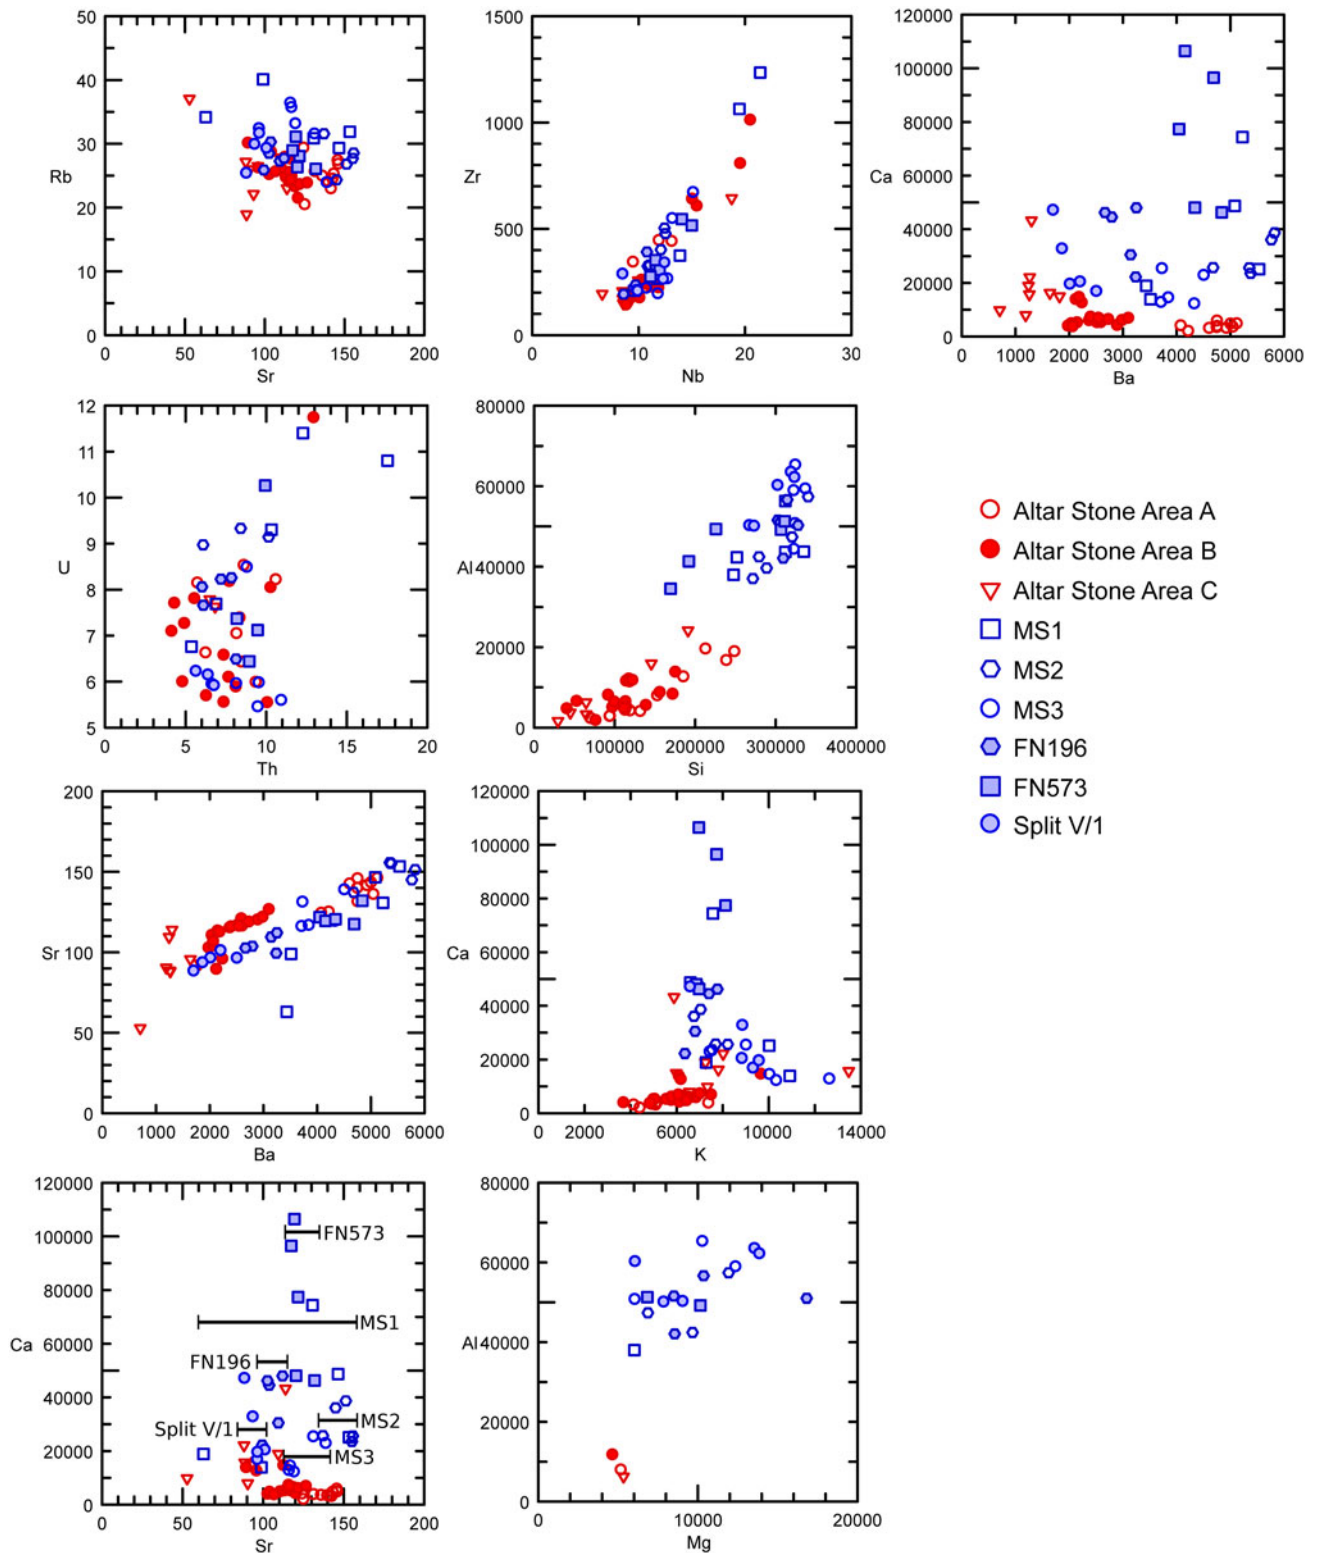 50
40
30
20
10
0
Rb
0 50 100 150 200
Sr
1500
1000
500
0
Zr
0 10 20 30
Nb
120000
100000
80000
60000
40000
20000
0
Ca
0 1000 2000 3000 4000 5000 6000
Ba
12
11
10
9
8
7
6
5
U
0 5 10 15 20
Th
80000
60000
Al 40000
20000
0
0 100000 200000 300000 400000
Si
Altar Stone Area A
Altar Stone Area B
Altar Stone Area C
MS1
MS2
MS3
FN196
FN573
Split V/1
200
150
Sr 100
50
0
0 1000 2000 3000 4000 5000 6000
Ba
120000
100000
80000
Ca 60000
40000
20000
0
0 2000 6000 10000 14000
K
120000
100000
80000
Ca 60000
40000
20000
0
FN573
MS1
FN196
MS2
Split V/1
MS3
0 50 100 150 200
Sr
80000
60000
Al 40000
20000
0
0 10000 20000
Mg